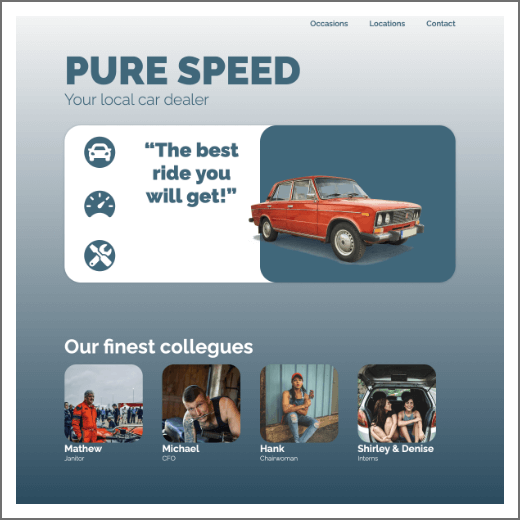 Occasions Locations Contact
PURE SPEED
Your local car dealer
“The best
ride you
will get!”
Our finest collegues
Mathew
Janitor
Michael
CFO
Hank
Chairwoman
Shirley & Denise
Interns